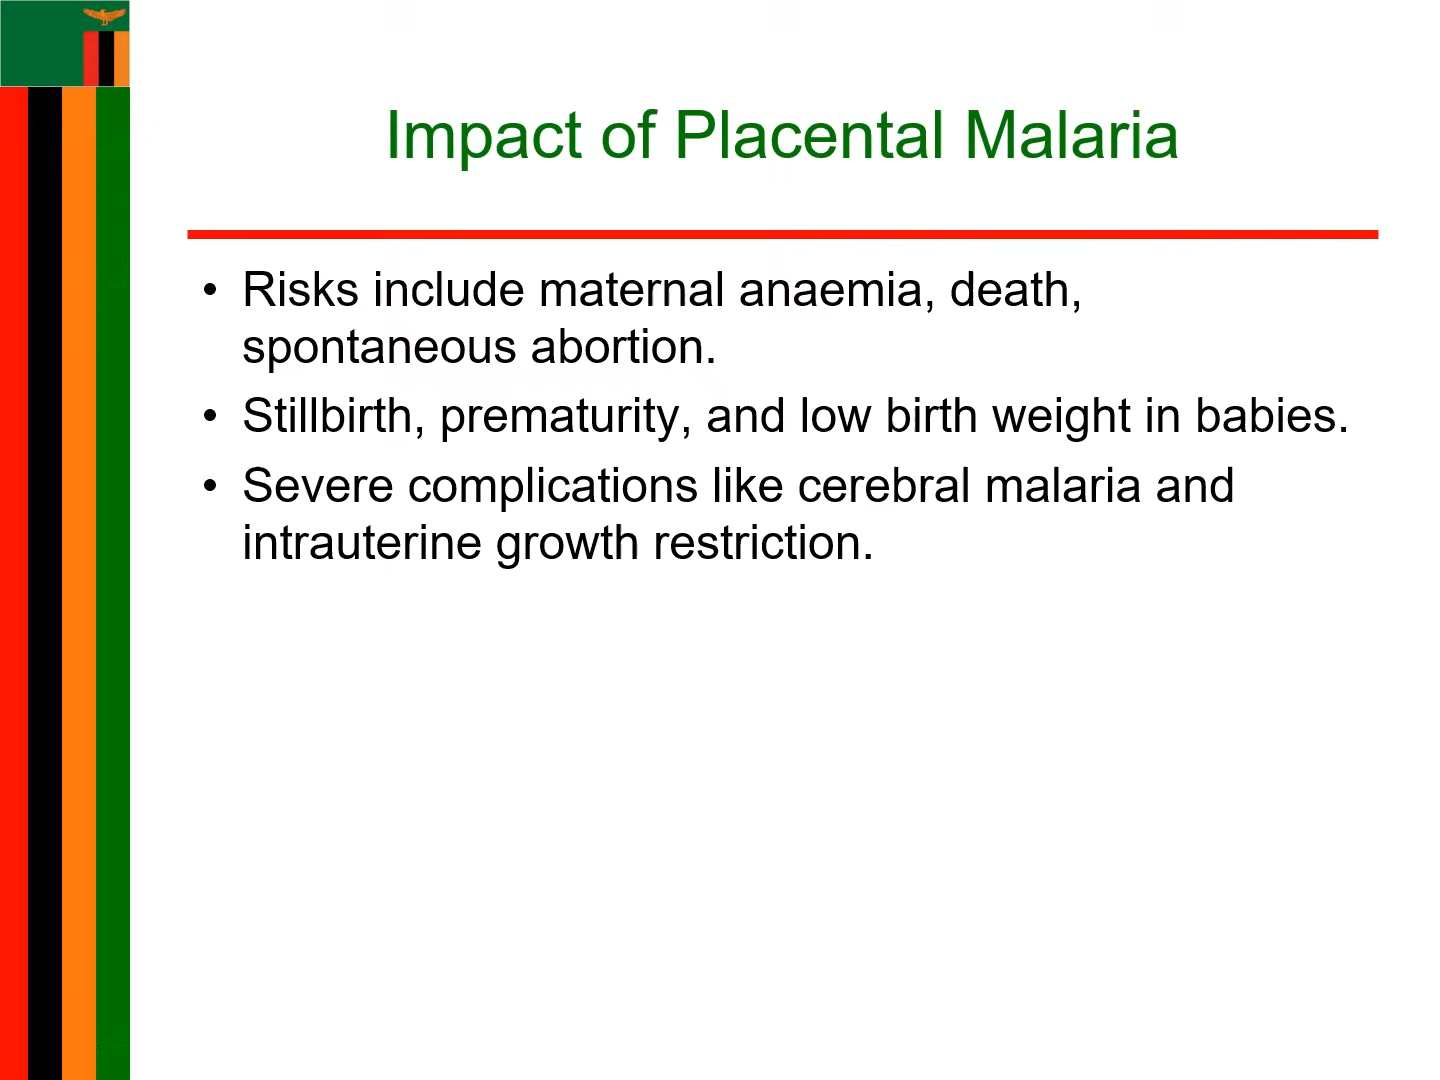 Impact of Placental Malaria
• Risks include maternal anaemia, death,
spontaneous abortion.
• Stillbirth, prematurity, and low birth weight in babies.
• Severe complications like cerebral malaria and
intrauterine growth restriction.